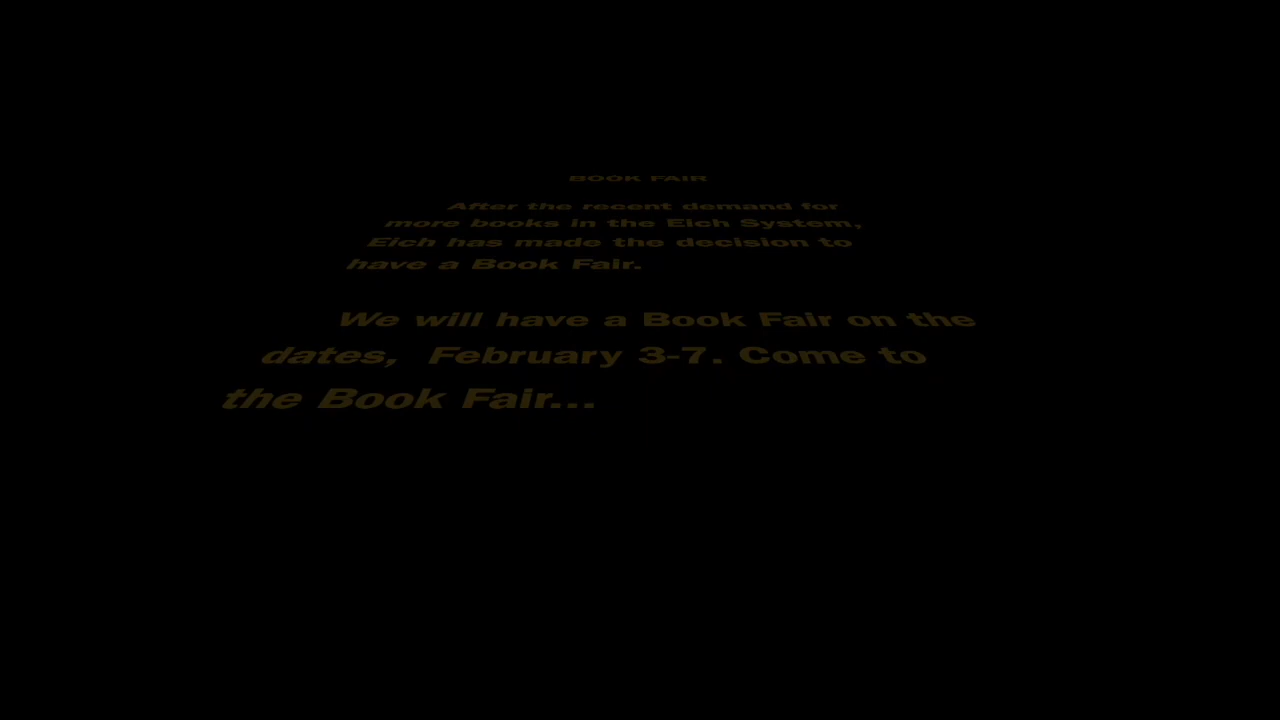 BOOK FAIR
After the recent demand for
more books in the Eich System,
Eich has made the decision to
have a Book Fair.
We will have a Book Fair on the
dates,  February 3-7. Come to
the Book Fair...